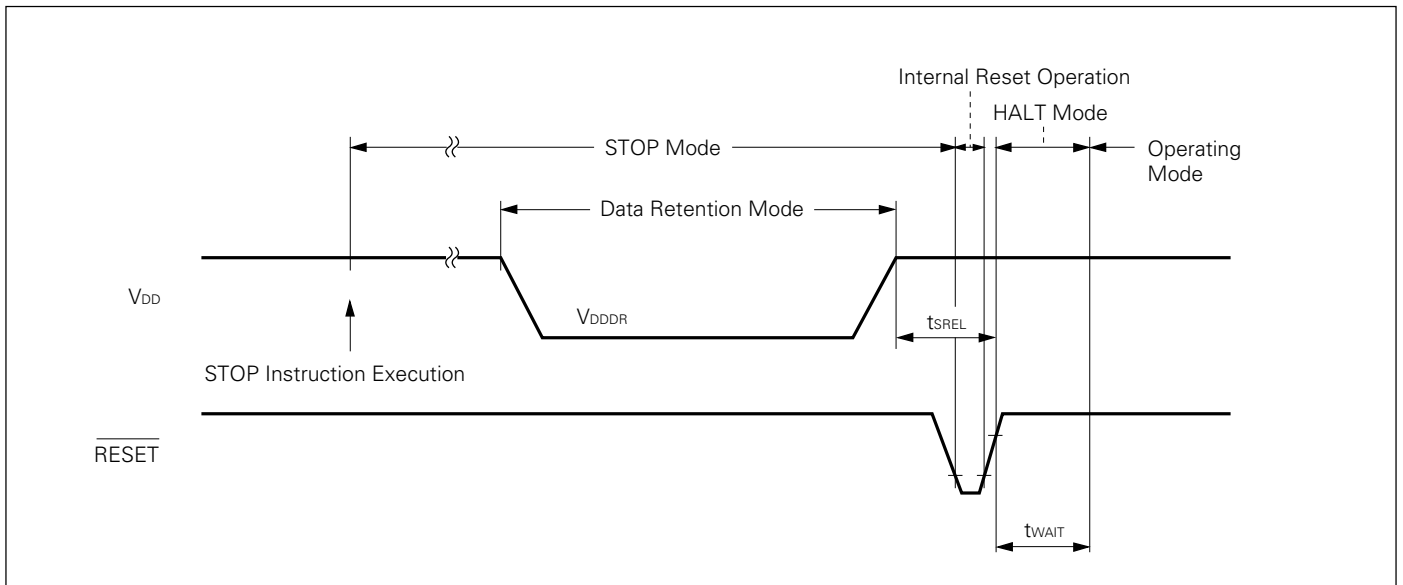 Internal Reset Operation
HALT Mode
STOP Mode
Operating
Mode
Data Retention Mode
VDD
VDDDR
tSREL
STOP Instruction Execution
RESET
tWAIT